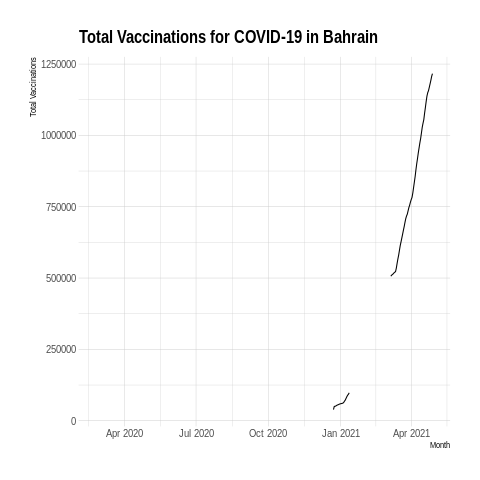 Total Vaccinations for COVID-19 in Bahrain
Total Vaccinations
1250000
1000000
750000
500000
250000
0
Apr 2020 Jul 2020 Oct 2020 Jan 2021 Apr 2021
Month